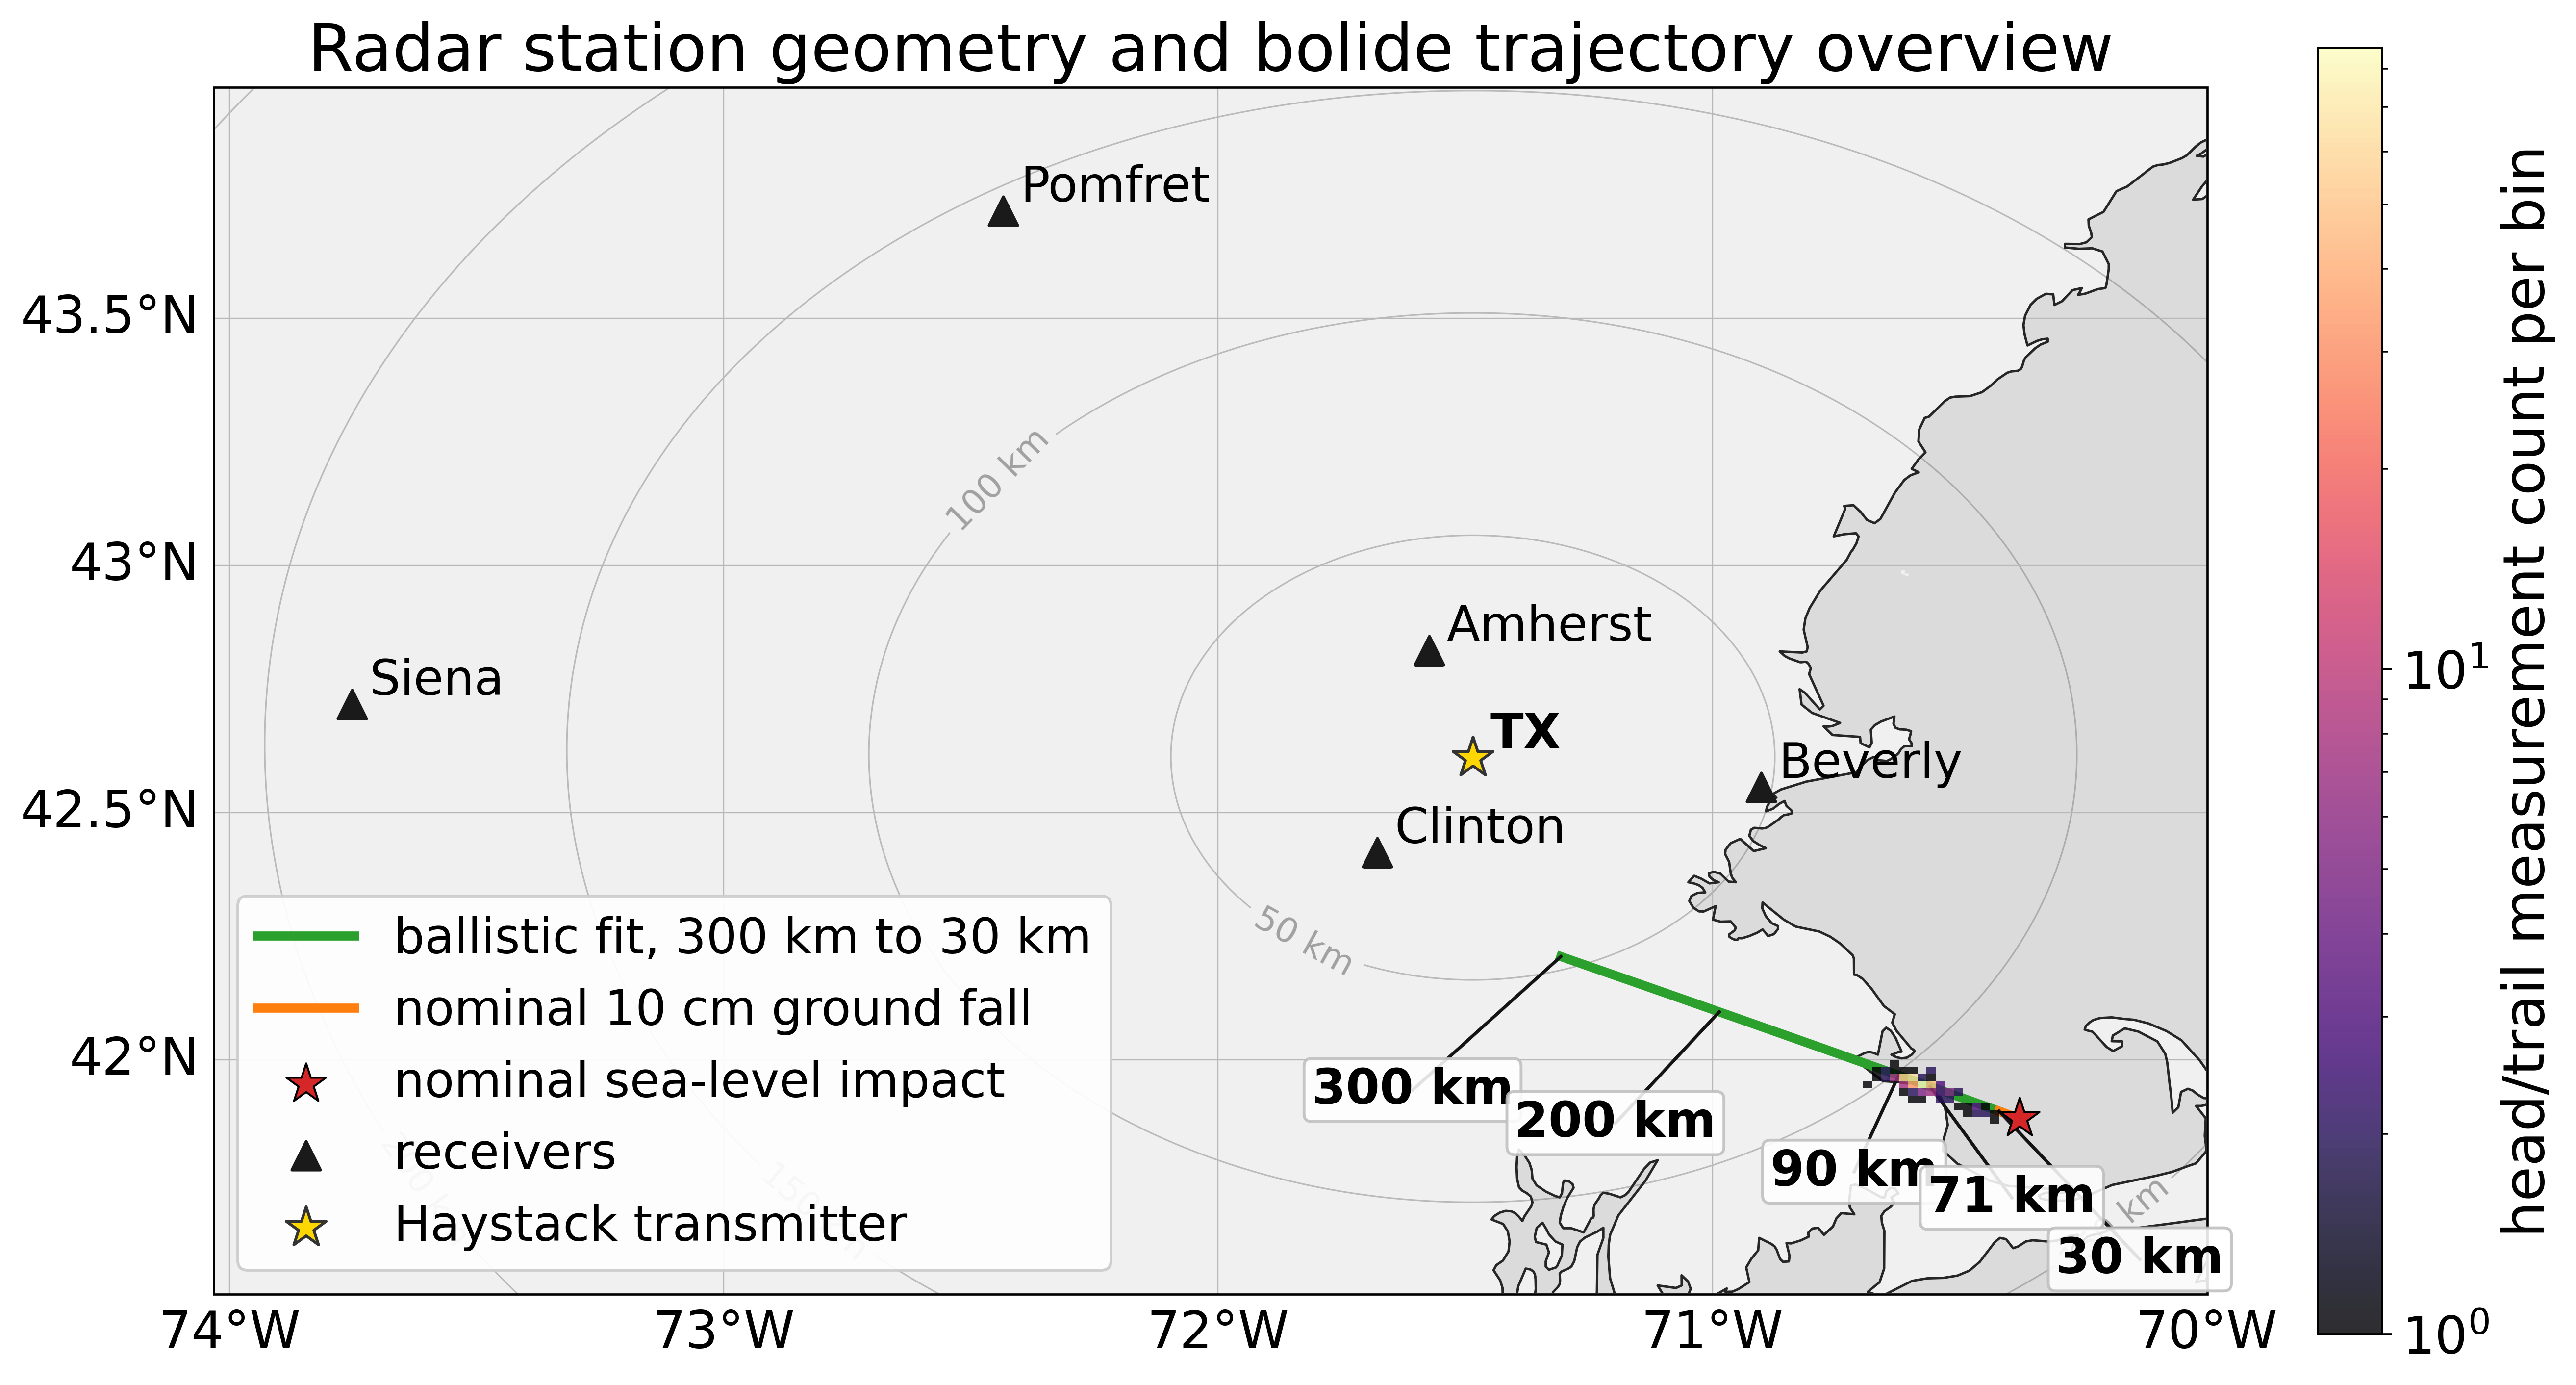 Radar station geometry and bolide trajectory overview
Pomfret
43.5°N
100 km
43°N
Amherst
Siena
TX
Beverly
42.5°N
Clinton
50 km
ballistic fit, 300 km to 30 km
nominal 10 cm ground fall
nominal sea-level impact
receivers
Haystack transmitter
42°N
300 km
200 km
90 km
71 km
km
30 km
150
74°W
73°W
72°W
71°W
70°W
10¹
10⁰
head/trail measurement count per bin